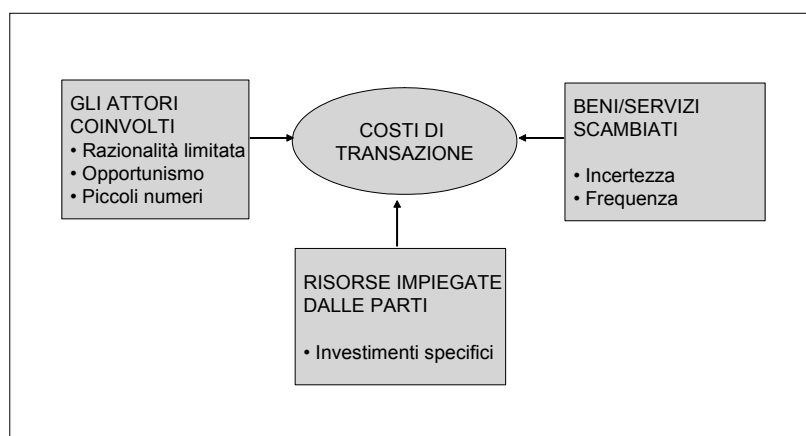 GLI ATTORI
COINVOLTI
• Razionalità limitata
• Opportunismo
• Piccoli numeri
COSTI DI
TRANSAZIONE
BENI/SERVIZI
SCAMBIATI
• Incertezza
• Frequenza
RISORSE IMPIEGATE
DALLE PARTI
• Investimenti specifici